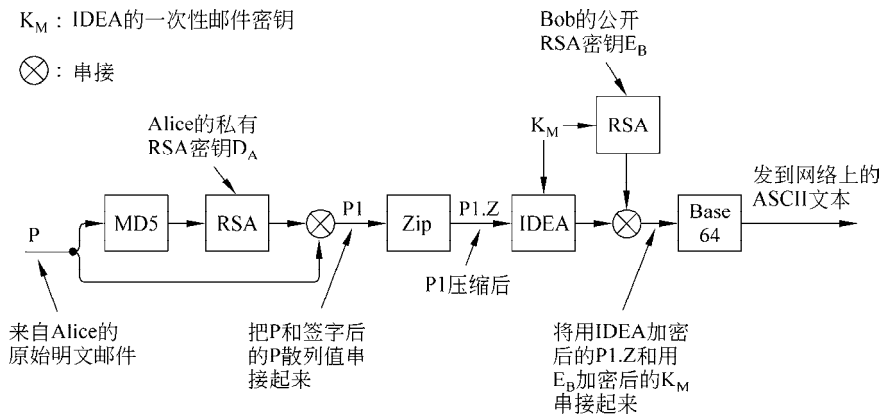 K_M：IDEA的一次性邮件密钥
：串接
Bob的公开
RSA密钥E_B
Alice的私有
RSA密钥D_A
K_M
RSA
发到网络上的
ASCII文本
P
MD5
RSA
P1
Zip
P1.Z
IDEA
Base
64
P1压缩后
来自Alice的
原始明文邮件
把P和签字后
的P散列值串
接起来
将用IDEA加密
后的P1.Z和用
E_B加密后的K_M
串接起来